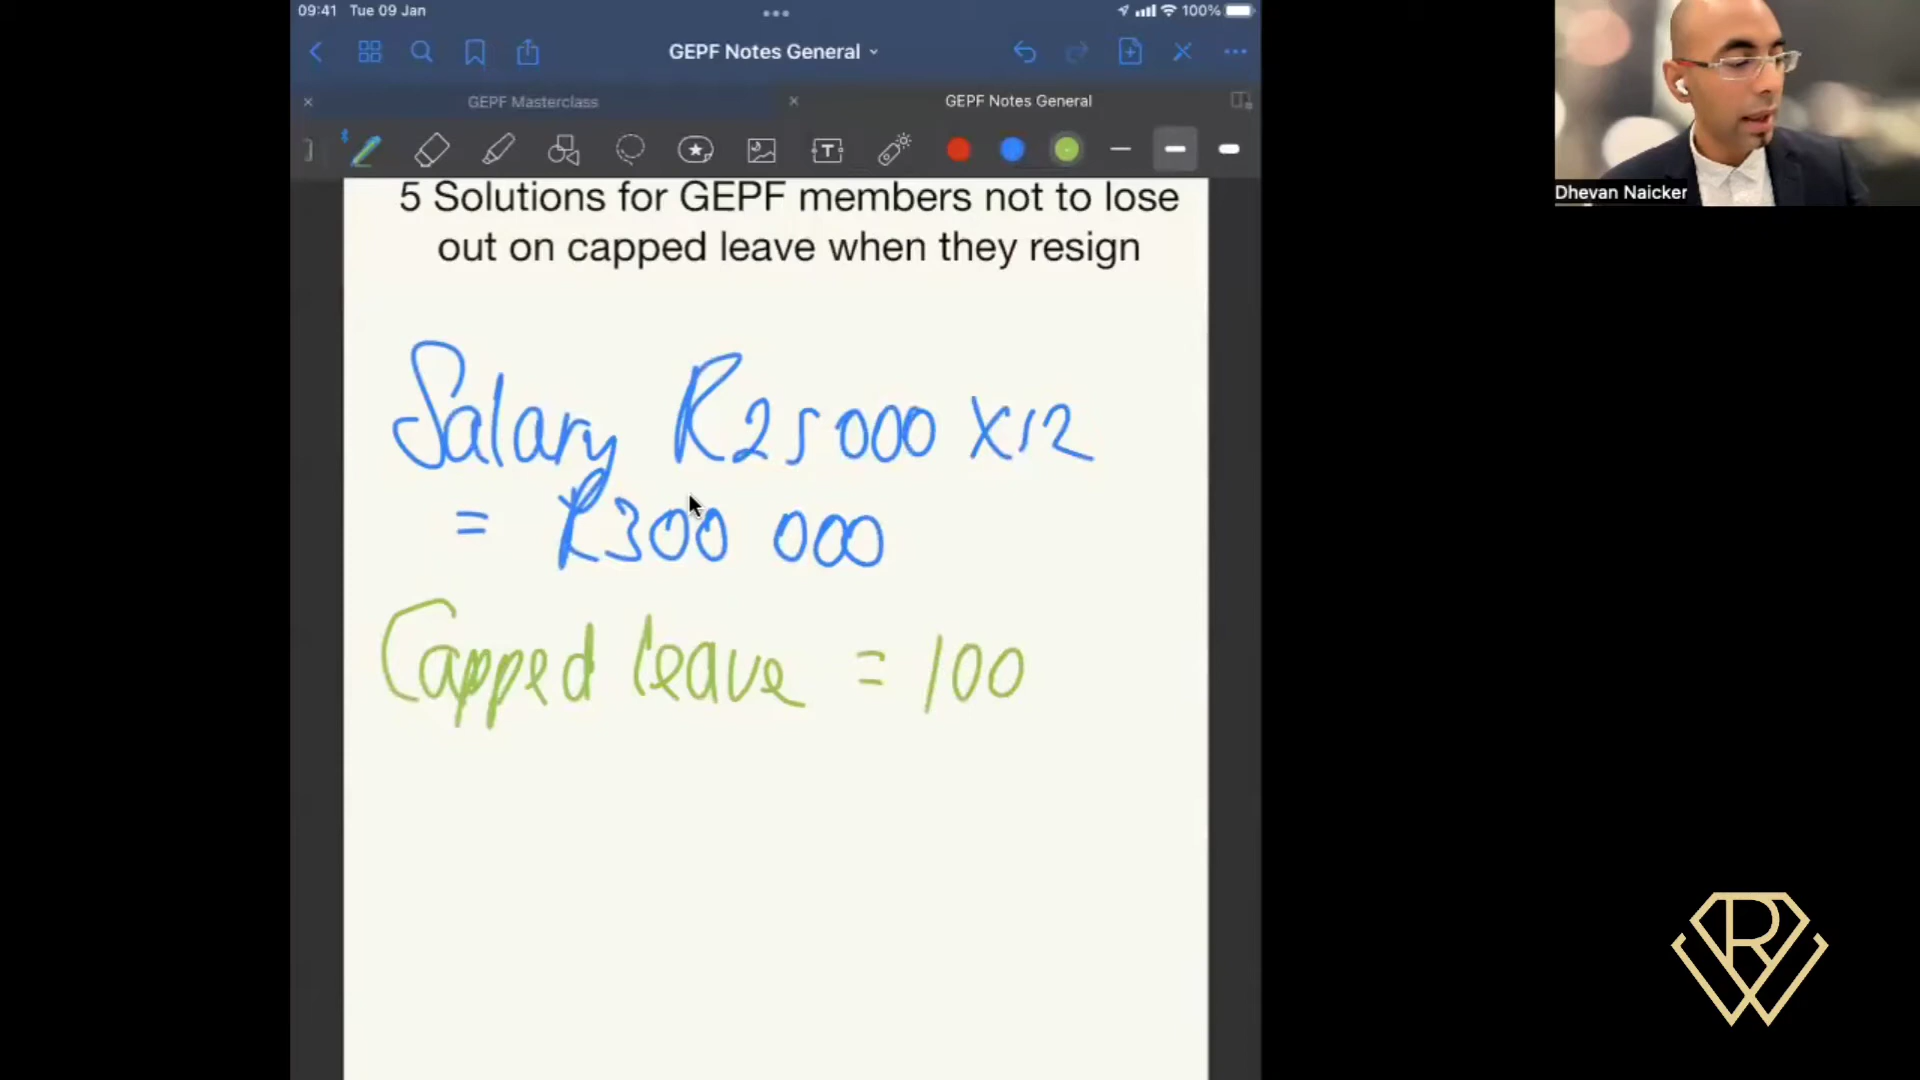 09:41 Tue 09 Jan
100%
GEPF Notes General
GEPF Masterclass
GEPF Notes General
T
Dhevan Naicker
5 Solutions for GEPF members not to lose
out on capped leave when they resign
Salary R25000 X12
= R300 000
Capped leave = 100
RW